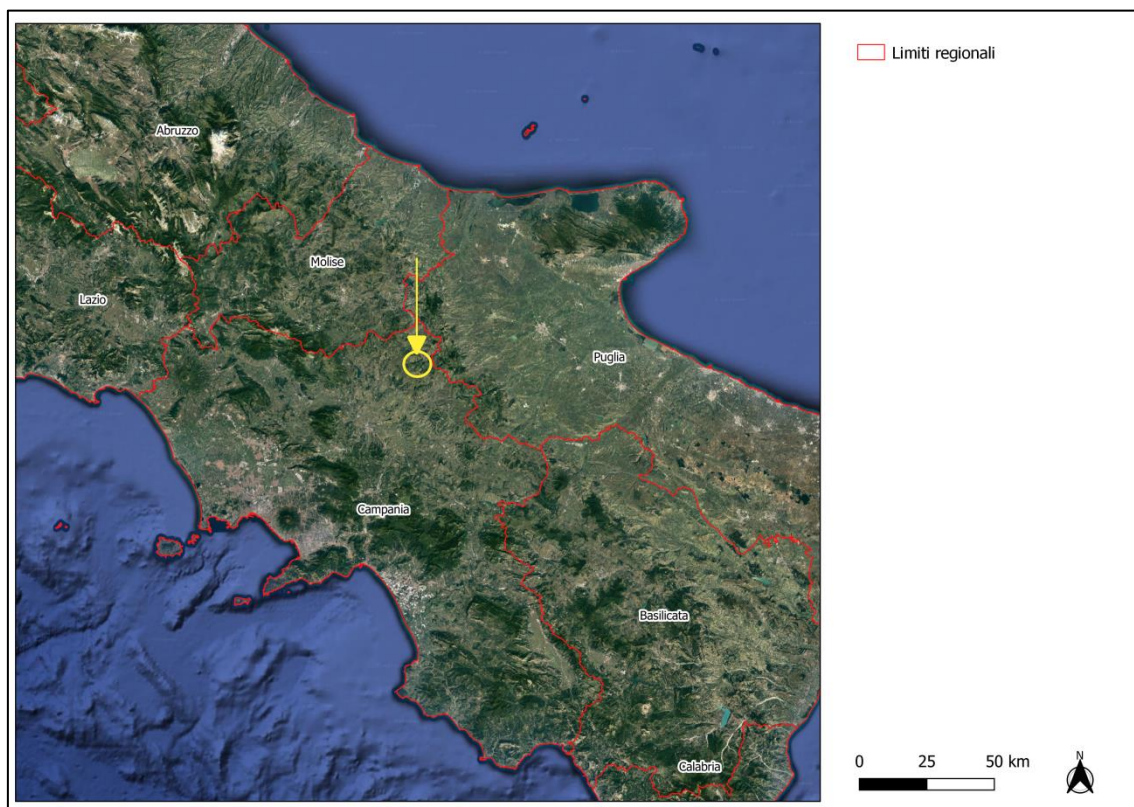 Limiti regionali
Abruzzo
Molise
Lazio
Puglia
Campania
Basilicata
Calabria
0 25 50 km
N